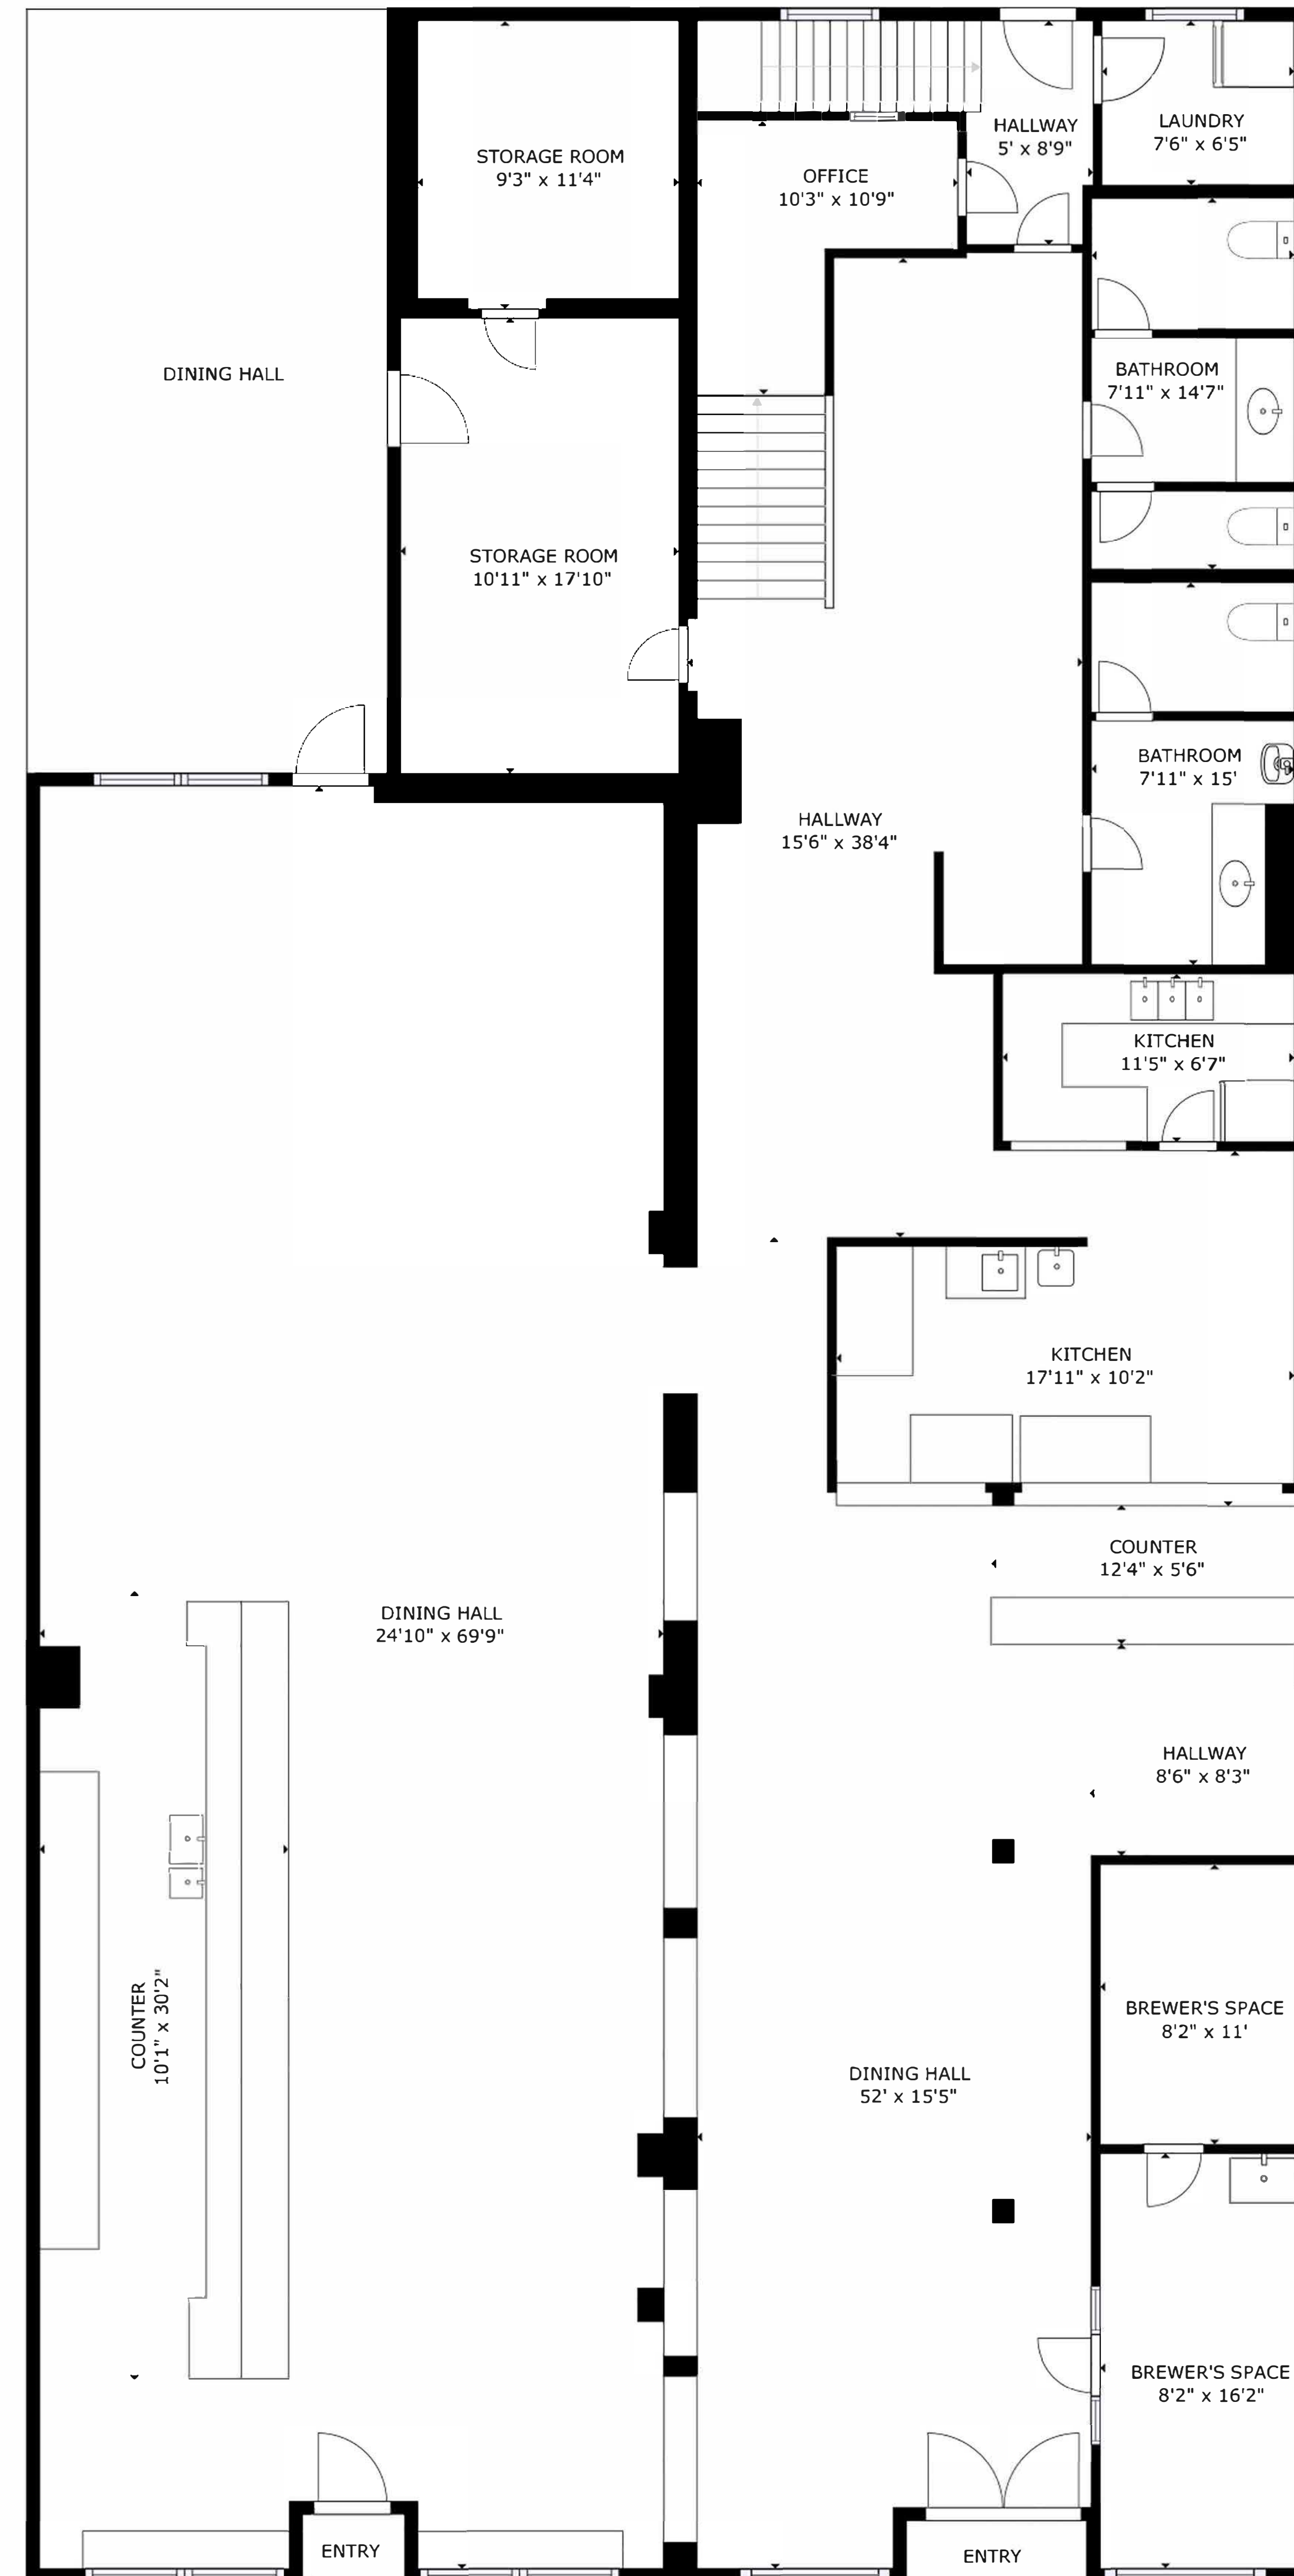 STORAGE ROOM
9'3" x 11'4"
HALLWAY
5' x 8'9"
LAUNDRY
7'6" x 6'5"
OFFICE
10'3" x 10'9"
DINING HALL
BATHROOM
7'11" x 14'7"
STORAGE ROOM
10'11" x 17'10"
BATHROOM
7'11" x 15'
HALLWAY
15'6" x 38'4"
KITCHEN
11'5" x 6'7"
KITCHEN
17'11" x 10'2"
COUNTER
12'4" x 5'6"
DINING HALL
24'10" x 69'9"
HALLWAY
8'6" x 8'3"
COUNTER
10'1" x 30'2"
BREWER'S SPACE
8'2" x 11'
DINING HALL
52' x 15'5"
BREWER'S SPACE
8'2" x 16'2"
ENTRY
ENTRY